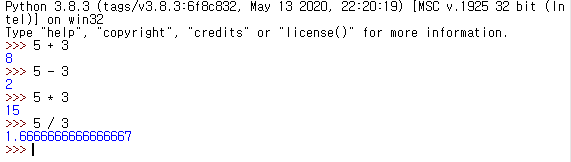 Python 3.8.3 (tags/v3.8.3:6f8c832, May 13 2020, 22:20:19) [MSC v.1925 32 bit (In
tel)] on win32
Type "help", "copyright", "credits" or "license()" for more information.
>>> 5 + 3
8
>>> 5 - 3
2
>>> 5 * 3
15
>>> 5 / 3
1.6666666666666667
>>>